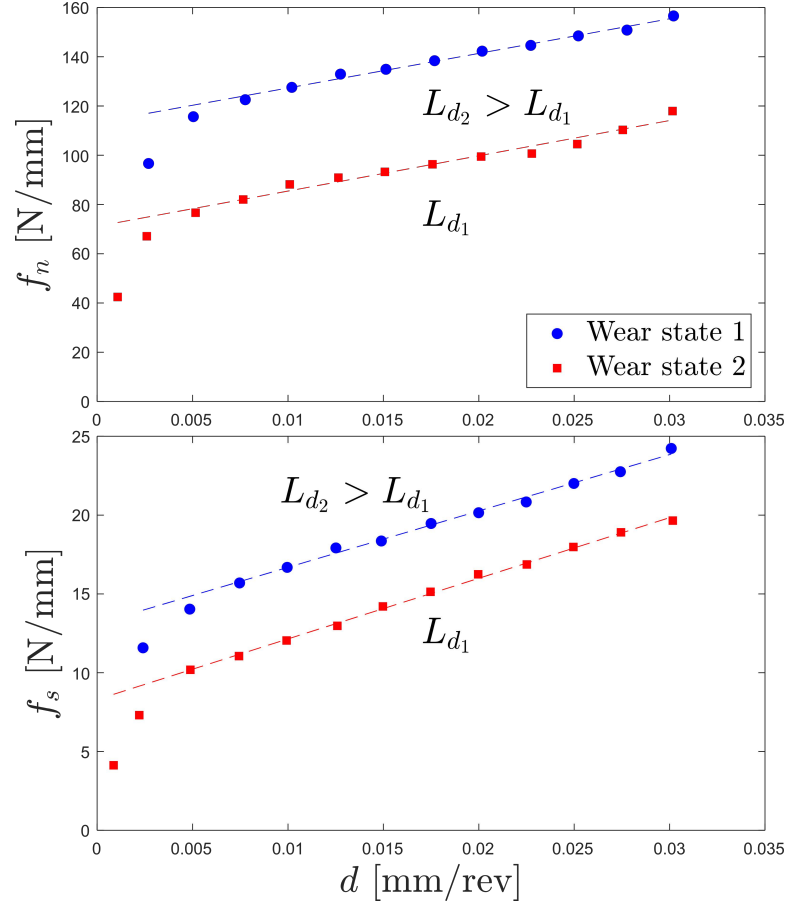 160
140
120
100
80
60
40
20
0
f_n [N/mm]
L_{d_2} > L_{d_1}
L_{d_1}
Wear state 1
Wear state 2
0 0.005 0.01 0.015 0.02 0.025 0.03 0.035
25
20
15
10
5
0
f_s [N/mm]
L_{d_2} > L_{d_1}
L_{d_1}
0 0.005 0.01 0.015 0.02 0.025 0.03 0.035
d [mm/rev]